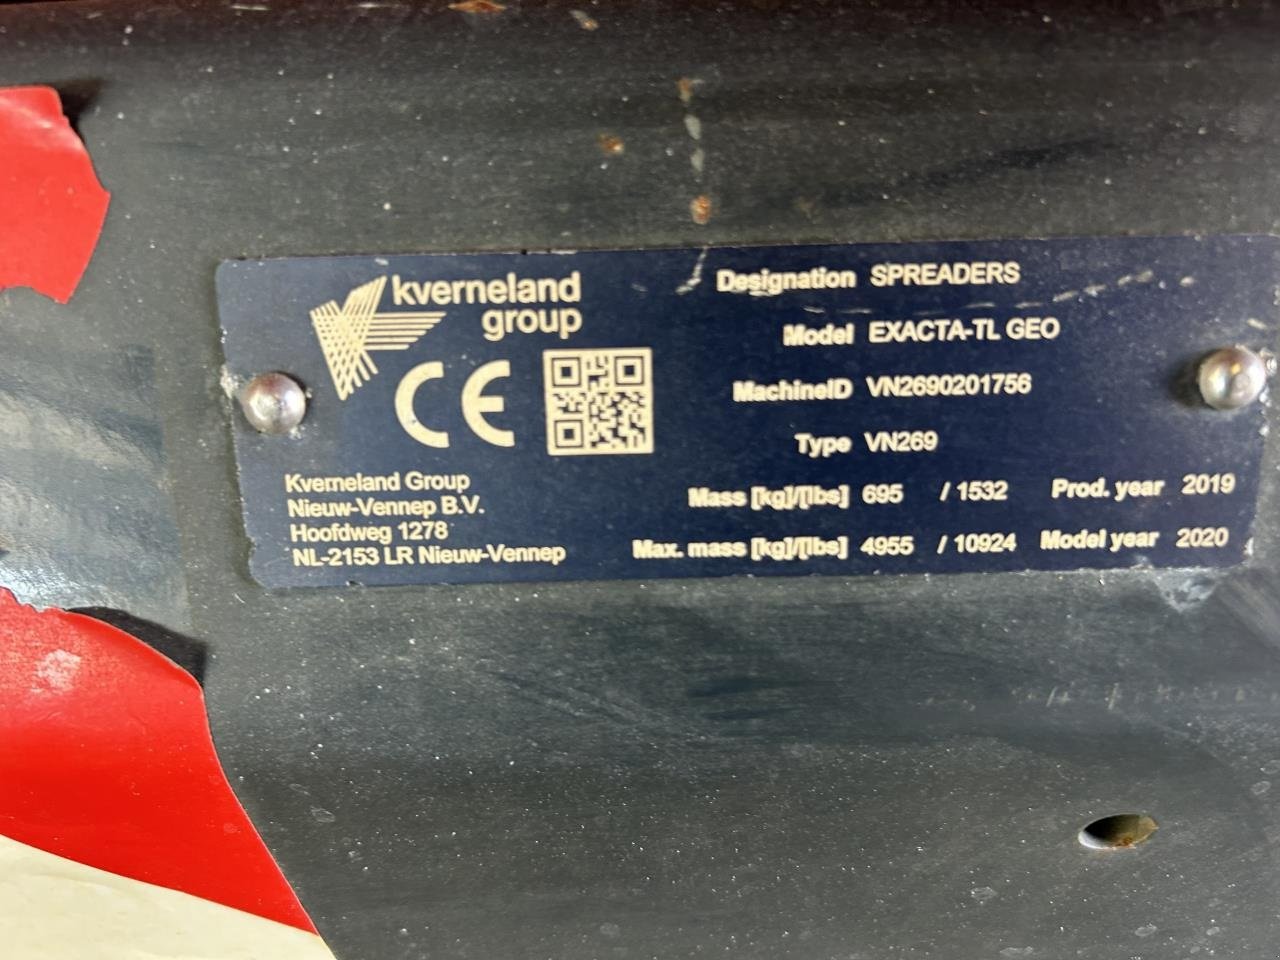 kverneland
group
CE
Kverneland Group
Nieuw-Vennep B.V.
Hoofdweg 1278
NL-2153 LR Nieuw-Vennep
Designation SPREADERS
Model EXACTA-TL GEO
MachineID VN2690201756
Type VN269
Mass [kg]/[lbs] 695 / 1532 Prod. year 2019
Max. mass [kg]/[lbs] 4955 / 10924 Model year 2020